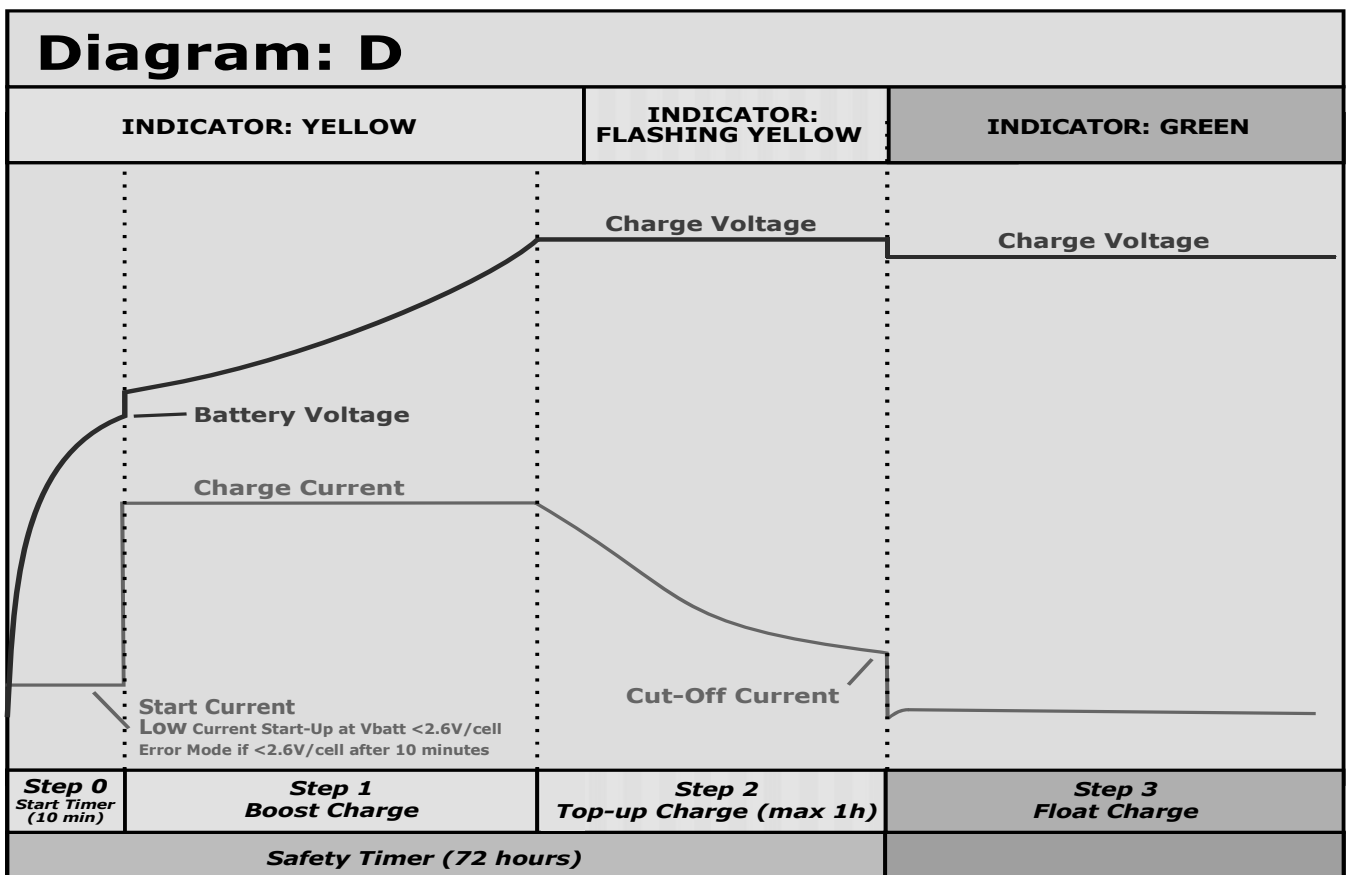 Diagram: D
INDICATOR: YELLOW
INDICATOR:
FLASHING YELLOW
INDICATOR: GREEN
Charge Voltage
Charge Voltage
Battery Voltage
Charge Current
Start Current
Low Current Start-Up at Vbatt <2.6V/cell
Error Mode if <2.6V/cell after 10 minutes
Cut-Off Current
Step 0
Start Timer
(10 min)
Step 1
Boost Charge
Step 2
Top-up Charge (max 1h)
Step 3
Float Charge
Safety Timer (72 hours)